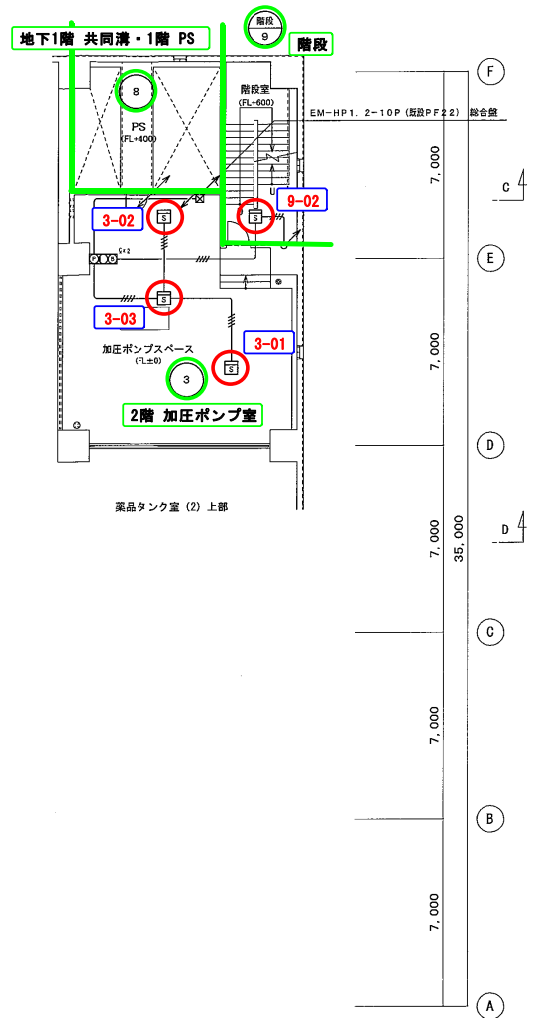 階段
9
地下1階 共同溝・1階 PS
階段
F
8
階段室
(FL-600)
EM-HP1.2-10P (既設PF22) 総合盤
PS
(FL+400)
7,000
C
3-02
S
9-02
S
U
E
P
B
3-03
S
7,000
3-01
S
加圧ポンプスペース
(FL±0)
3
2階 加圧ポンプ室
D
薬品タンク室(2)上部
7,000
35,000
D
C
7,000
B
7,000
A